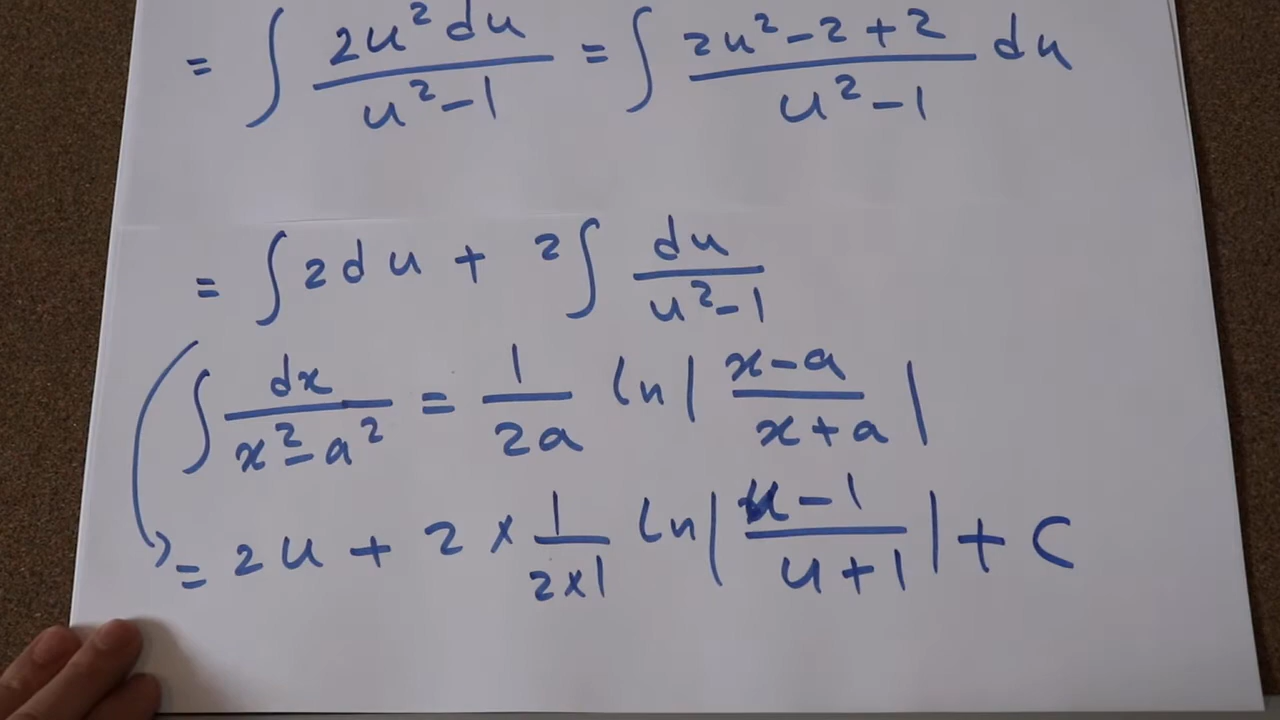 = ∫ 2u² du / u² - 1 = ∫ 2u² - 2 + 2 / u² - 1 du
= ∫ 2 du + 2 ∫ du / u² - 1
∫ dx / x² - a² = 1 / 2a ln | x - a / x + a |
= 2u + 2 × 1 / 2×1 ln | u - 1 / u + 1 | + C